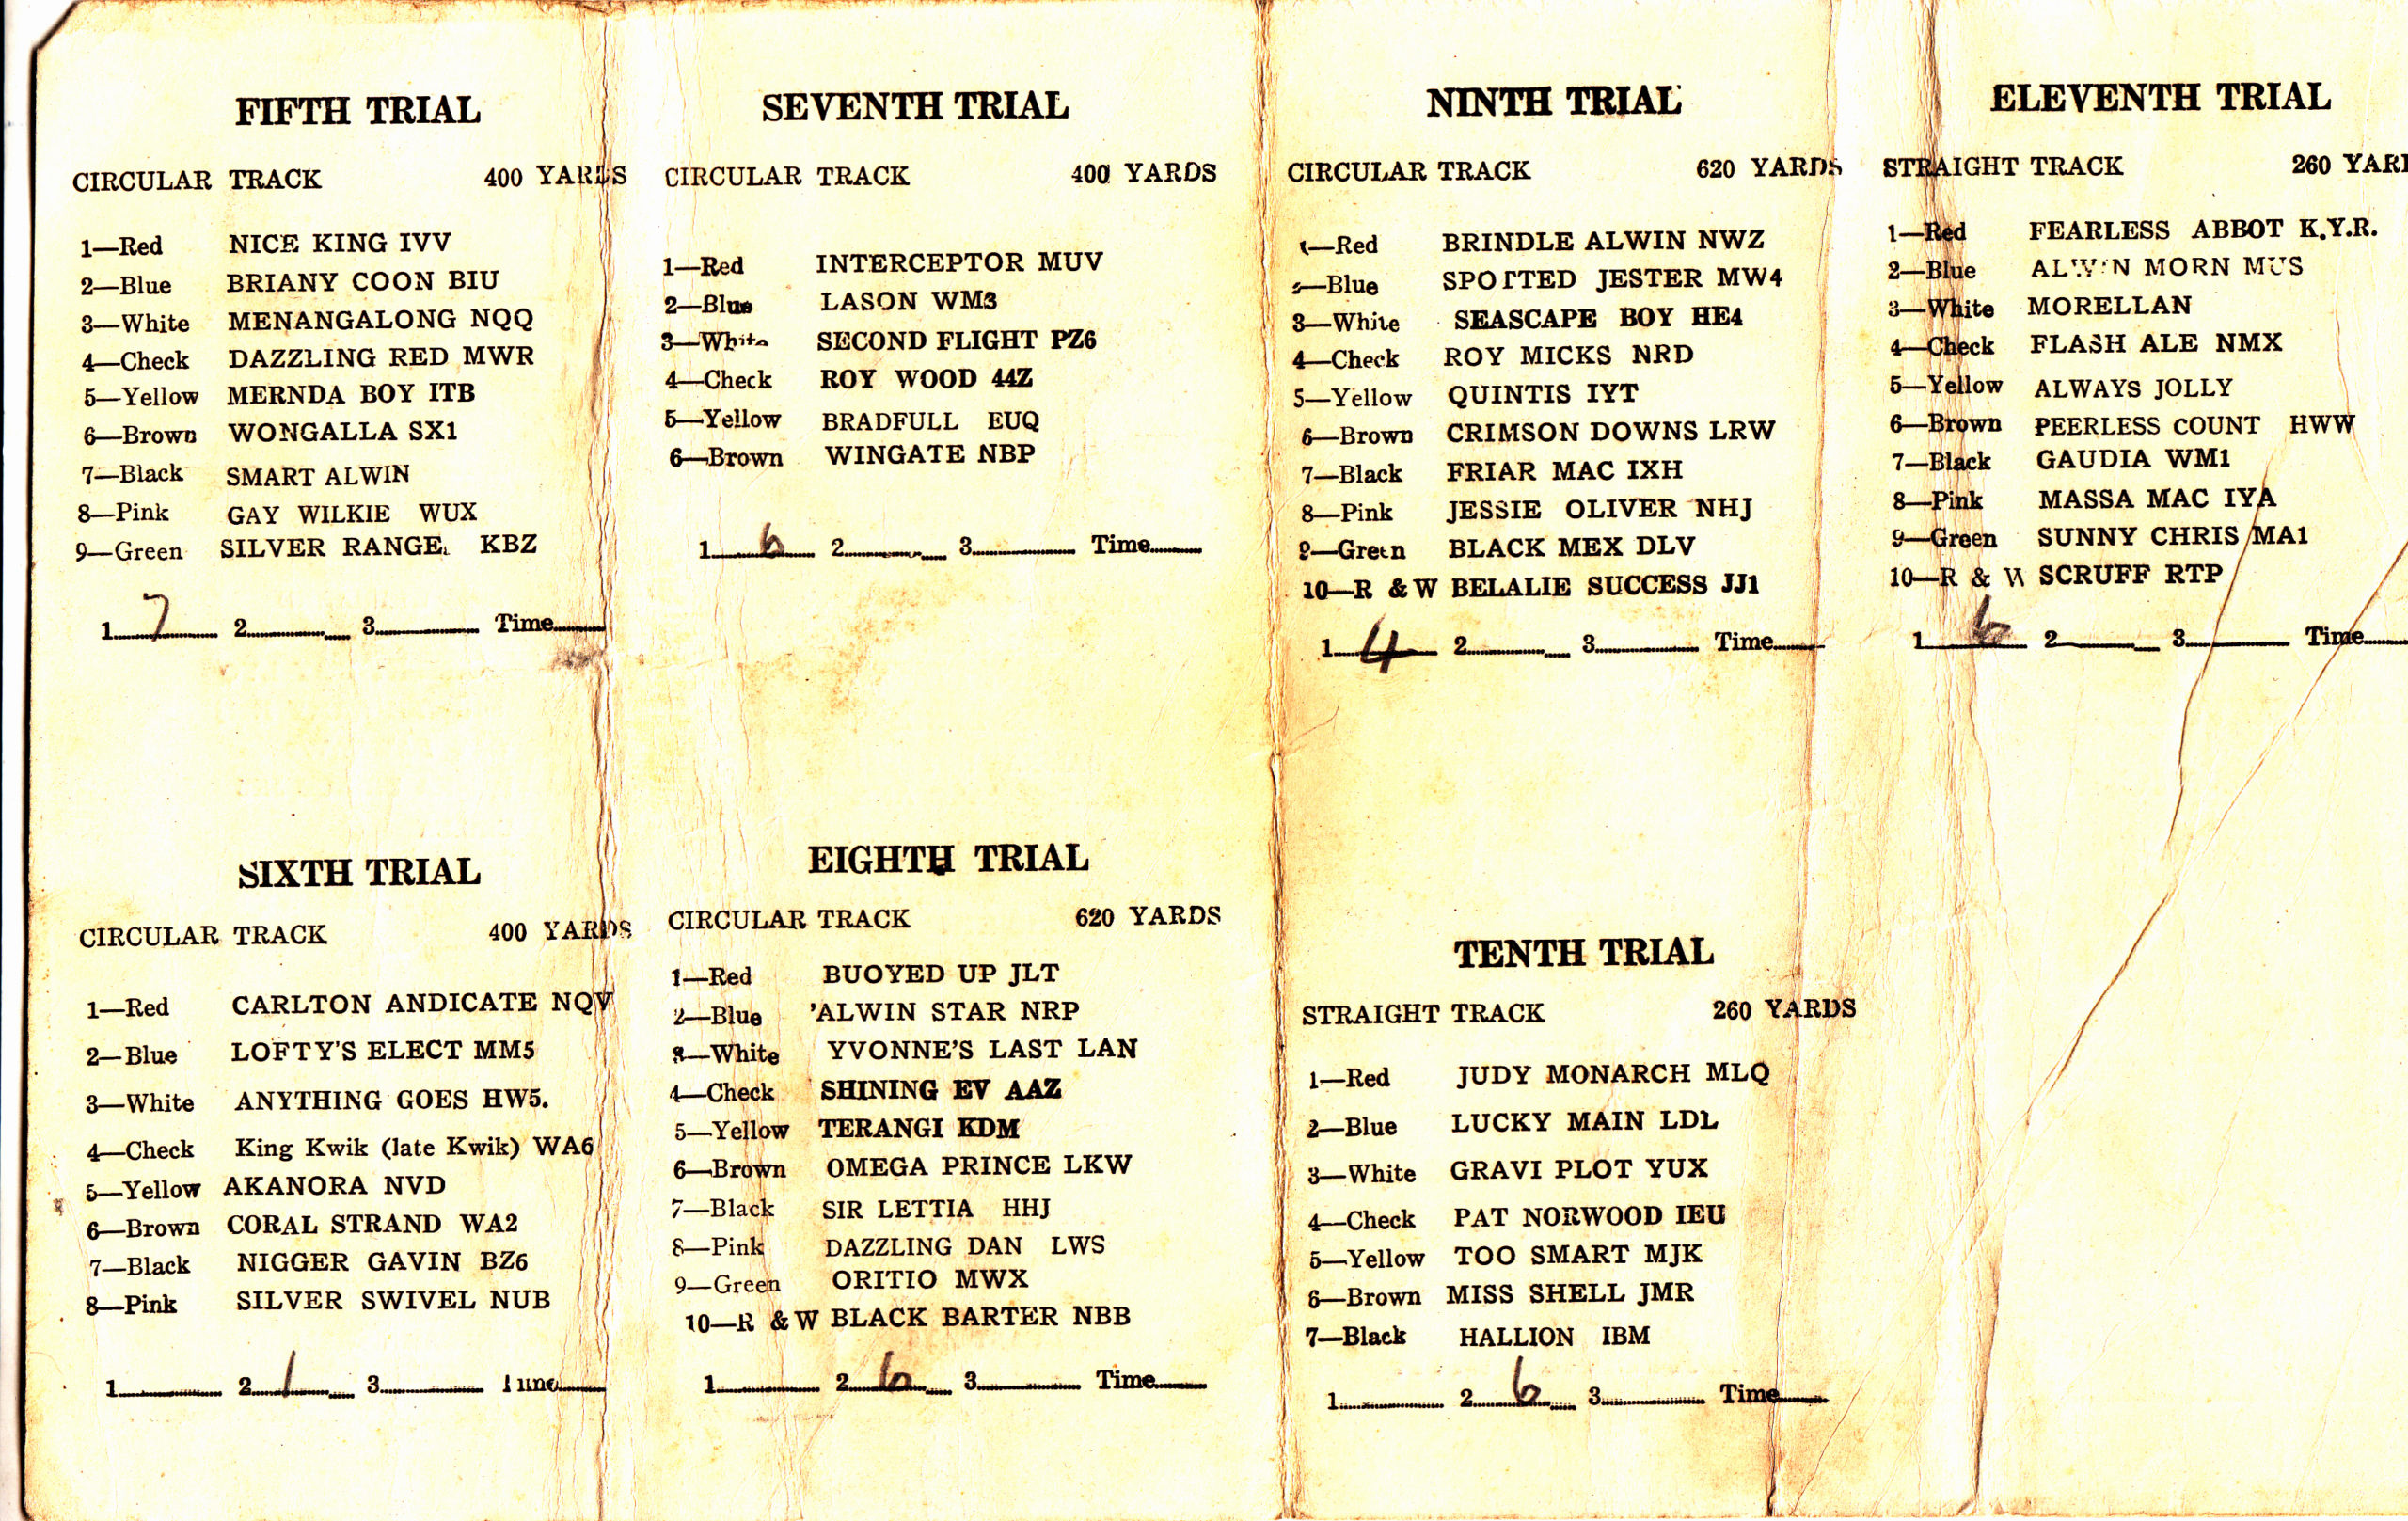 FIFTH TRIAL
CIRCULAR TRACK 400 YARDS
1—Red NICE KING IVV
2—Blue BRIANY COON BIU
3—White MENANGALONG NQQ
4—Check DAZZLING RED MWR
5—Yellow MERNDA BOY ITB
6—Brown WONGALLA SX1
7—Black SMART ALWIN
8—Pink GAY WILKIE WUX
9—Green SILVER RANGE. KBZ
1....7.... 2........ 3........ Time........
SIXTH TRIAL
CIRCULAR TRACK 400 YARDS
1—Red CARLTON ANDICATE NQV
2—Blue LOFTY'S ELECT MM5
3—White ANYTHING GOES HW5.
4—Check King Kwik (late Kwik) WA6
5—Yellow AKANORA NVD
6—Brown CORAL STRAND WA2
7—Black NIGGER GAVIN BZ6
8—Pink SILVER SWIVEL NUB
1........ 2....1.... 3........ Time........
SEVENTH TRIAL
CIRCULAR TRACK 400 YARDS
1—Red INTERCEPTOR MUV
2—Blue LASON WM3
3—White SECOND FLIGHT PZ6
4—Check ROY WOOD 44Z
5—Yellow BRADFULL EUQ
6—Brown WINGATE NBP
1....6.... 2........ 3........ Time........
EIGHTH TRIAL
CIRCULAR TRACK 620 YARDS
1—Red BUOYED UP JLT
2—Blue 'ALWIN STAR NRP
3—White YVONNE'S LAST LAN
4—Check SHINING EV AAZ
5—Yellow TERANGI KDM
6—Brown OMEGA PRINCE LKW
7—Black SIR LETTIA HHJ
8—Pink DAZZLING DAN LWS
9—Green ORITIO MWX
10—R & W BLACK BARTER NBB
1........ 2....6.... 3........ Time........
NINTH TRIAL
CIRCULAR TRACK 620 YARDS
1—Red BRINDLE ALWIN NWZ
2—Blue SPOTTED JESTER MW4
3—White SEASCAPE BOY HE4
4—Check ROY MICKS NRD
5—Yellow QUINTIS IYT
6—Brown CRIMSON DOWNS LRW
7—Black FRIAR MAC IXH
8—Pink JESSIE OLIVER NHJ
9—Green BLACK MEX DLV
10—R & W BELALIE SUCCESS JJ1
1....4.... 2........ 3........ Time........
TENTH TRIAL
STRAIGHT TRACK 260 YARDS
1—Red JUDY MONARCH MLQ
2—Blue LUCKY MAIN LDL
3—White GRAVI PLOT YUX
4—Check PAT NORWOOD IEU
5—Yellow TOO SMART MJK
6—Brown MISS SHELL JMR
7—Black HALLION IBM
1........ 2....6.... 3........ Time........
ELEVENTH TRIAL
STRAIGHT TRACK 260 YAR
1—Red FEARLESS ABBOT K.Y.R.
2—Blue ALWIN MORN MUS
3—White MORELLAN
4—Check FLASH ALE NMX
5—Yellow ALWAYS JOLLY
6—Brown PEERLESS COUNT HWW
7—Black GAUDIA WM1
8—Pink MASSA MAC IYA
9—Green SUNNY CHRIS MA1
10—R & W SCRUFF RTP
1....6.... 2........ 3........ Time........